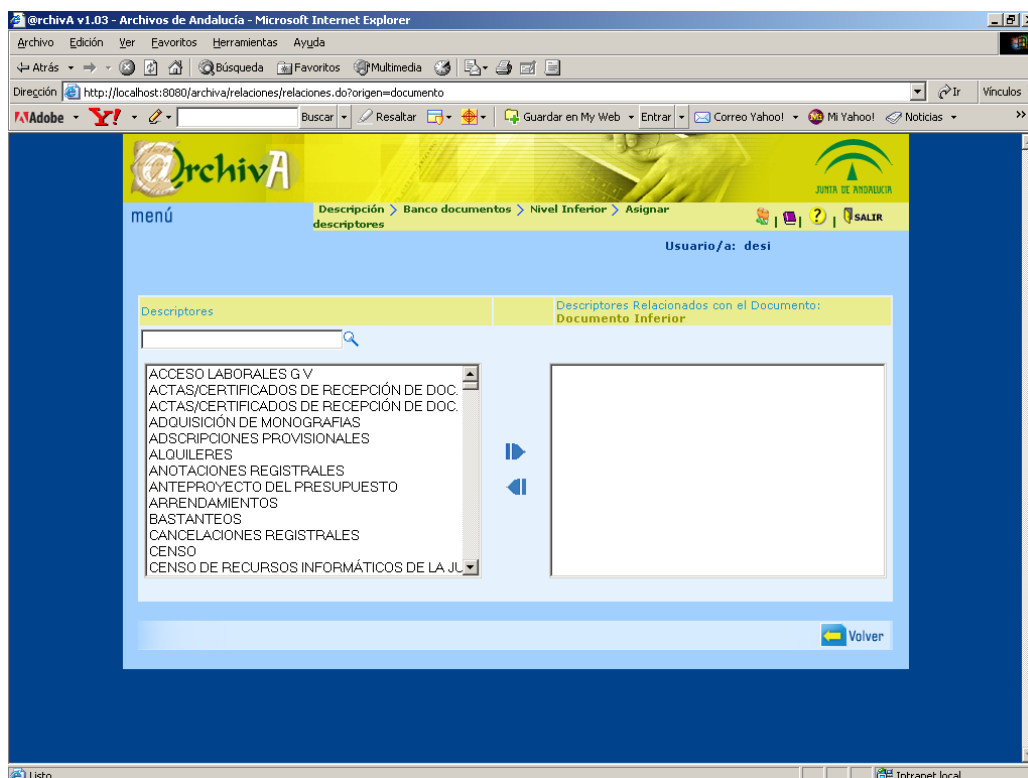 @rchivA v1.03 - Archivos de Andalucía - Microsoft Internet Explorer
Archivo Edición Ver Favoritos Herramientas Ayuda
Atrás Búsqueda Favoritos Multimedia
Dirección http://localhost:8080/archiva/relaciones/relaciones.do?origen=documento Ir Vínculos
Adobe Y! Buscar Resaltar Guardar en My Web Entrar Correo Yahoo! Mi Yahoo! Noticias »
@rchivA
JUNTA DE ANDALUCIA
menú
Descripción > Banco documentos > Nivel Inferior > Asignar
descriptores
SALIR
Usuario/a: desi
Descriptores
Descriptores Relacionados con el Documento:
Documento Inferior
ACCESO LABORALES G V
ACTAS/CERTIFICADOS DE RECEPCIÓN DE DOC.
ACTAS/CERTIFICADOS DE RECEPCIÓN DE DOC.
ADQUISICIÓN DE MONOGRAFIAS
ADSCRIPCIONES PROVISIONALES
ALQUILERES
ANOTACIONES REGISTRALES
ANTEPROYECTO DEL PRESUPUESTO
ARRENDAMIENTOS
BASTANTEOS
CANCELACIONES REGISTRALES
CENSO
CENSO DE RECURSOS INFORMÁTICOS DE LA JU
Volver
Listo Intranet local